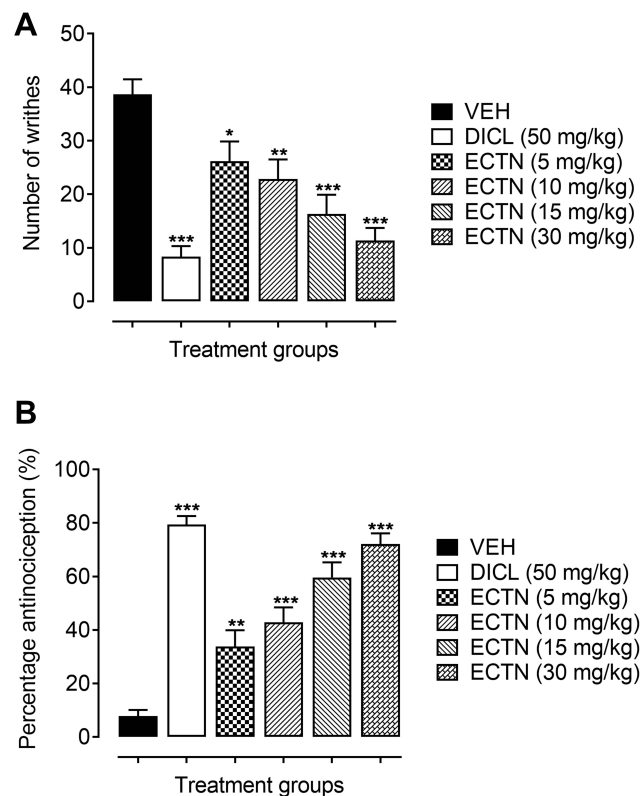 A
Number of writhes
50
40
30
20
10
0
***
*
**
***
***
Treatment groups
VEH
DICL (50 mg/kg)
ECTN (5 mg/kg)
ECTN (10 mg/kg)
ECTN (15 mg/kg)
ECTN (30 mg/kg)
B
Percentage antinociception (%)
100
80
60
40
20
0
***
**
***
***
***
Treatment groups
VEH
DICL (50 mg/kg)
ECTN (5 mg/kg)
ECTN (10 mg/kg)
ECTN (15 mg/kg)
ECTN (30 mg/kg)